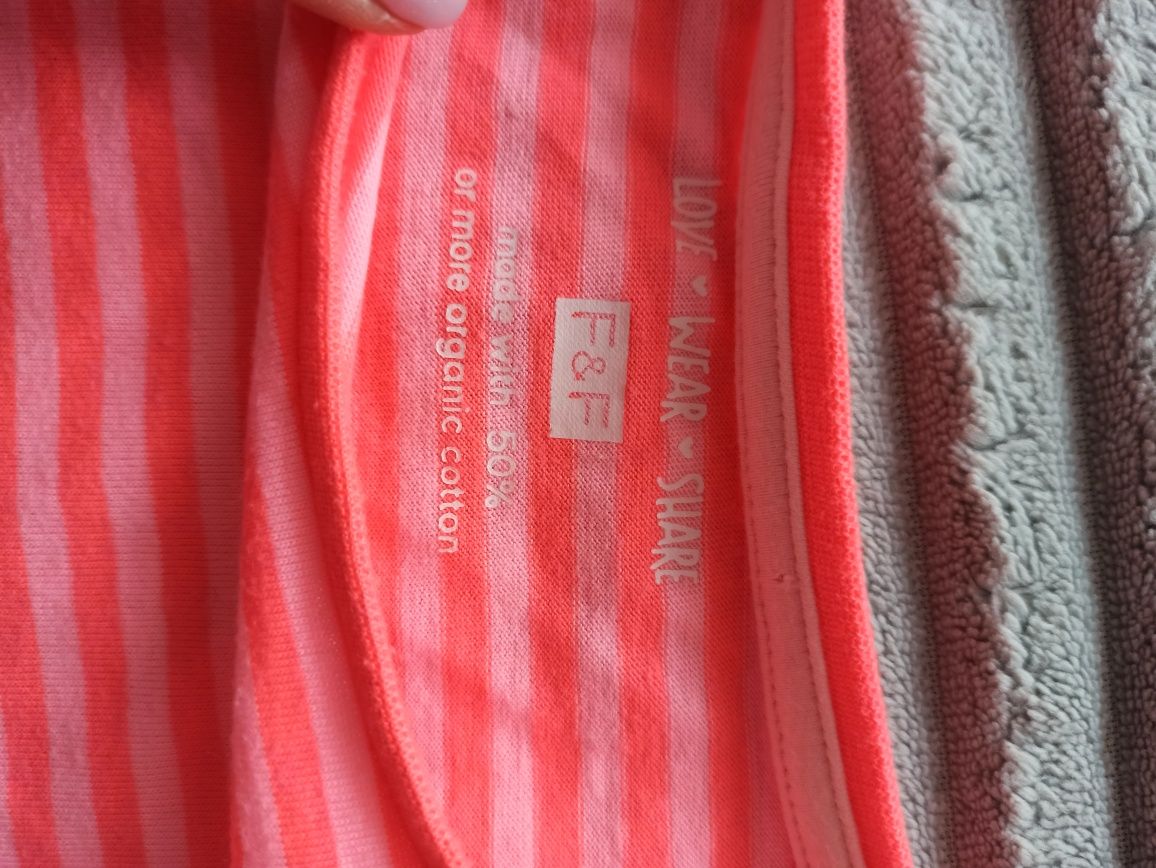 LOVE ♥ WEAR ♥ SHARE
F&F
made with 50%
or more organic cotton